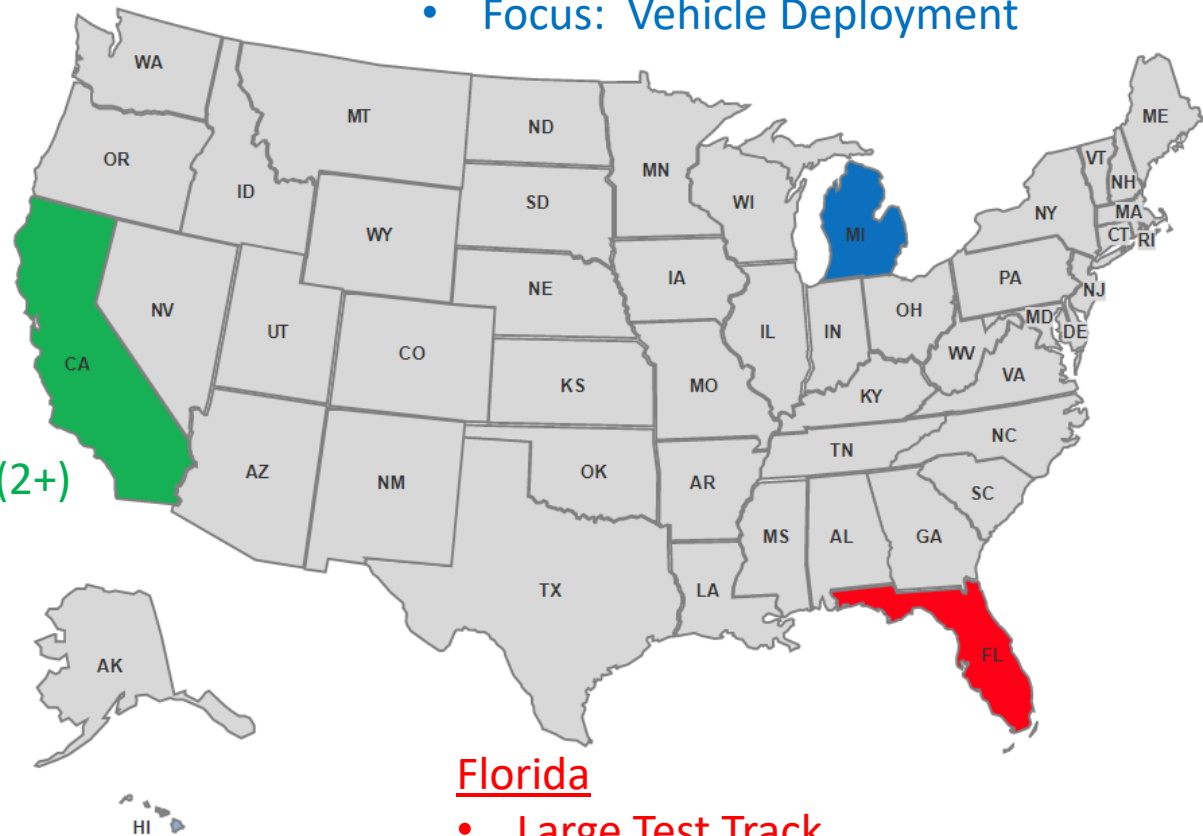 • Focus: Vehicle Deployment
WA
MT
ND
MN
ME
OR
ID
SD
WI
VT
NH
NY
MA
CT
RI
WY
MI
IA
PA
NE
NJ
NV
OH
IL
IN
MD
DE
UT
CO
WV
CA
VA
KS
MO
KY
NC
TN
(2+)
AZ
NM
OK
AR
SC
MS
AL
GA
TX
LA
FL
AK
HI
Florida
• Large Test Track